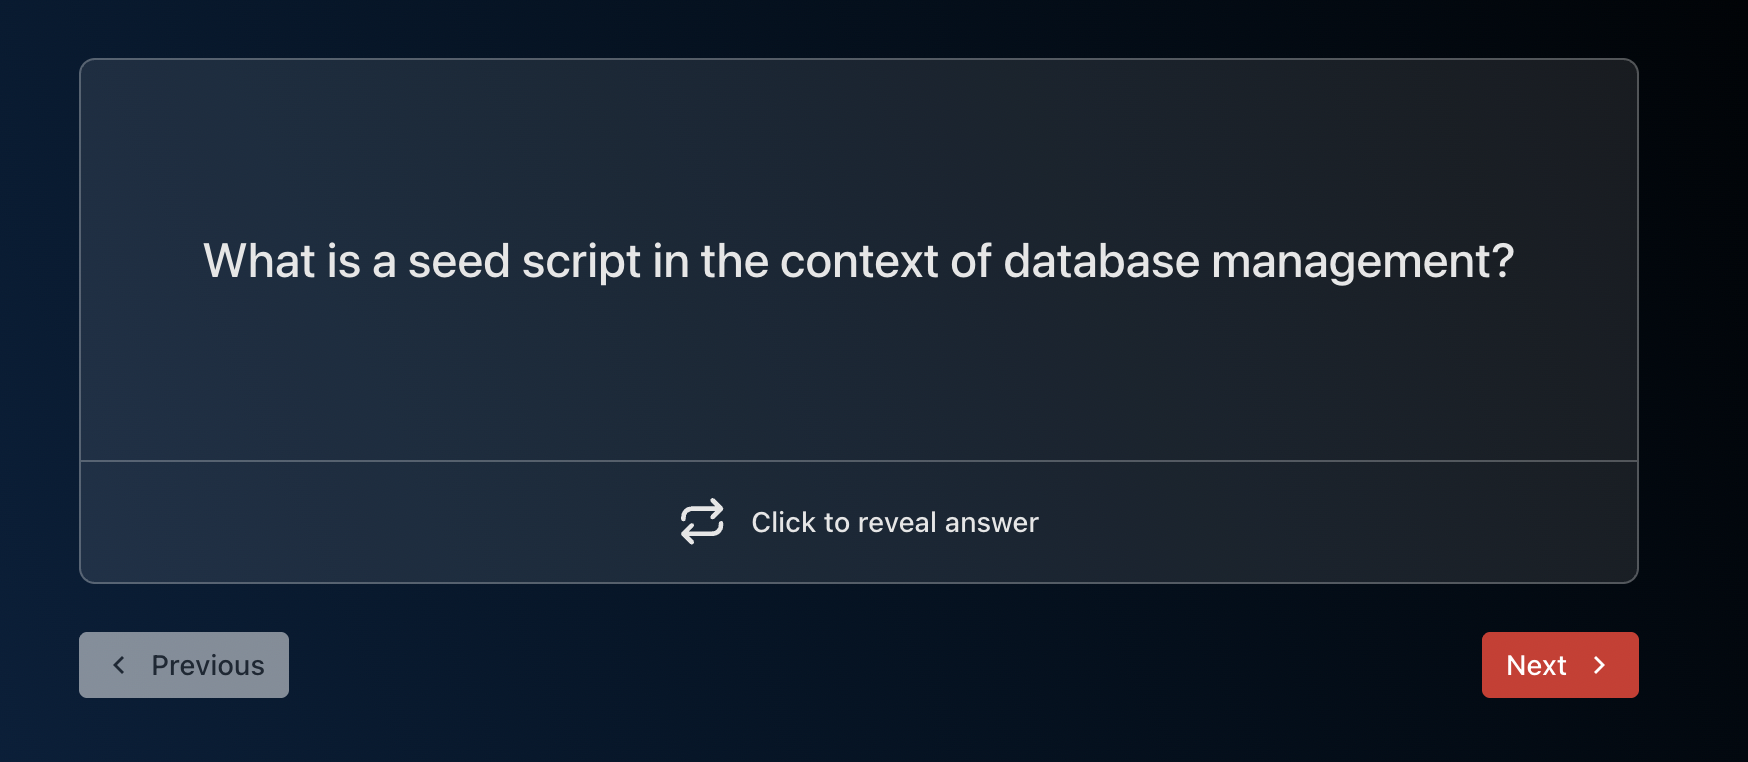 What is a seed script in the context of database management?
Click to reveal answer
Previous
Next